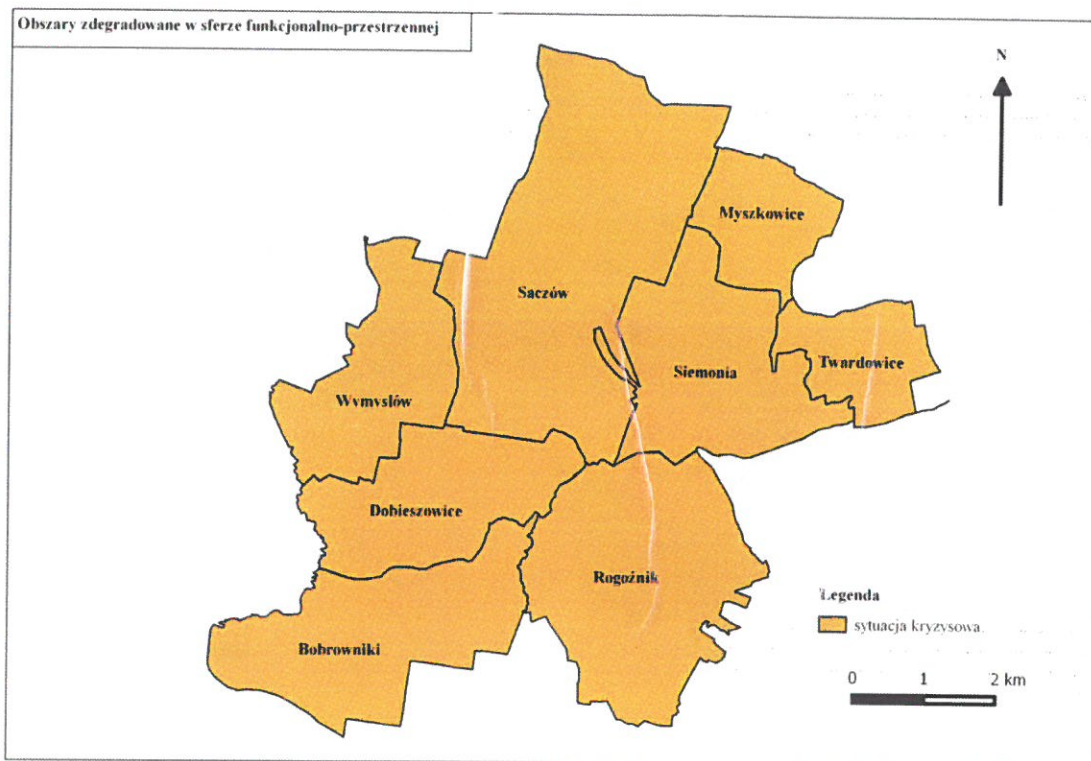 Obszary zdegradowane w sferze funkcjonalno-przestrzennej
N
Myszkowice
Sączów
Siemonia
Twardowice
Wymysłów
Dobieszowice
Rogoźnik
Bobrowniki
Legenda
sytuacja kryzysowa
0 1 2 km